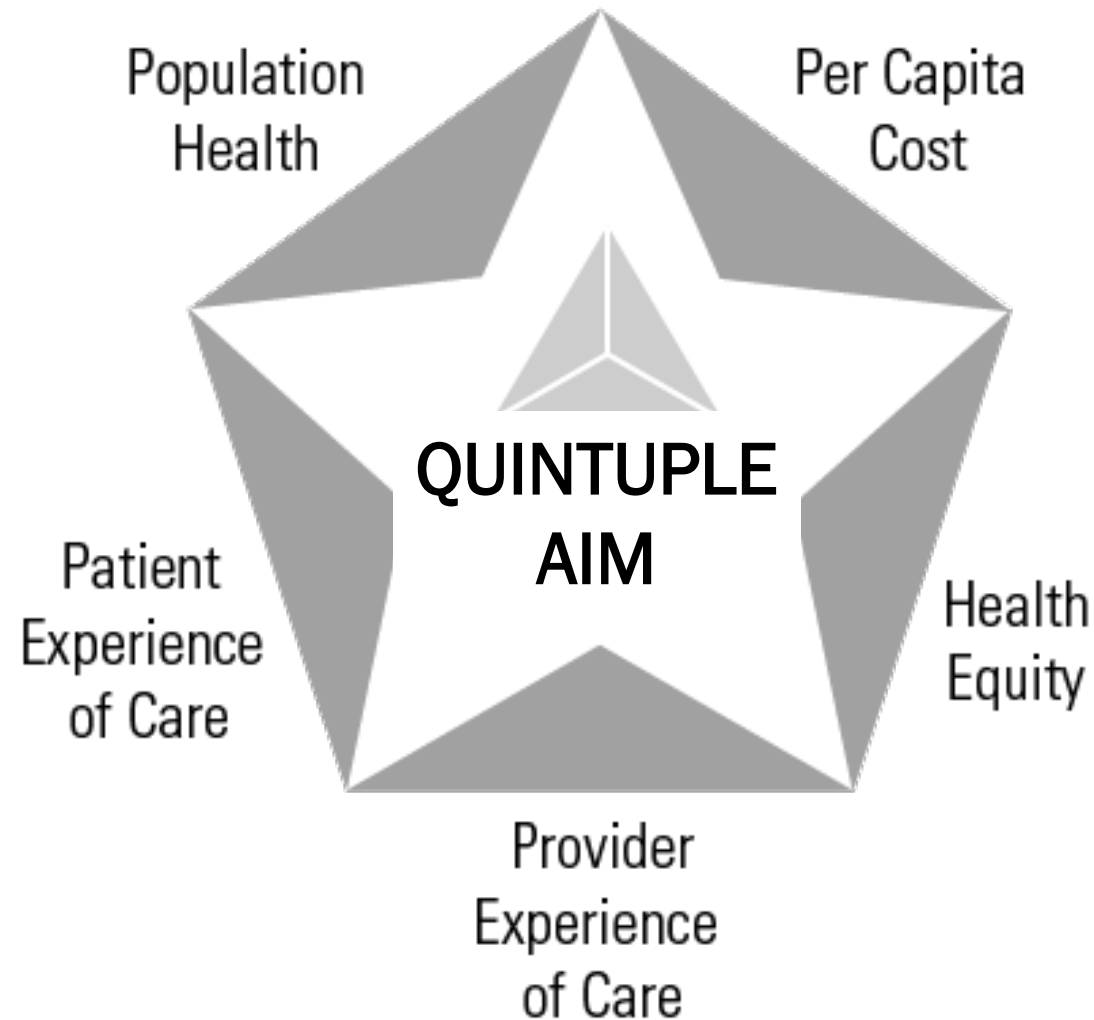 Population
Health
Per Capita
Cost
QUINTUPLE
AIM
Patient
Experience
of Care
Health
Equity
Provider
Experience
of Care